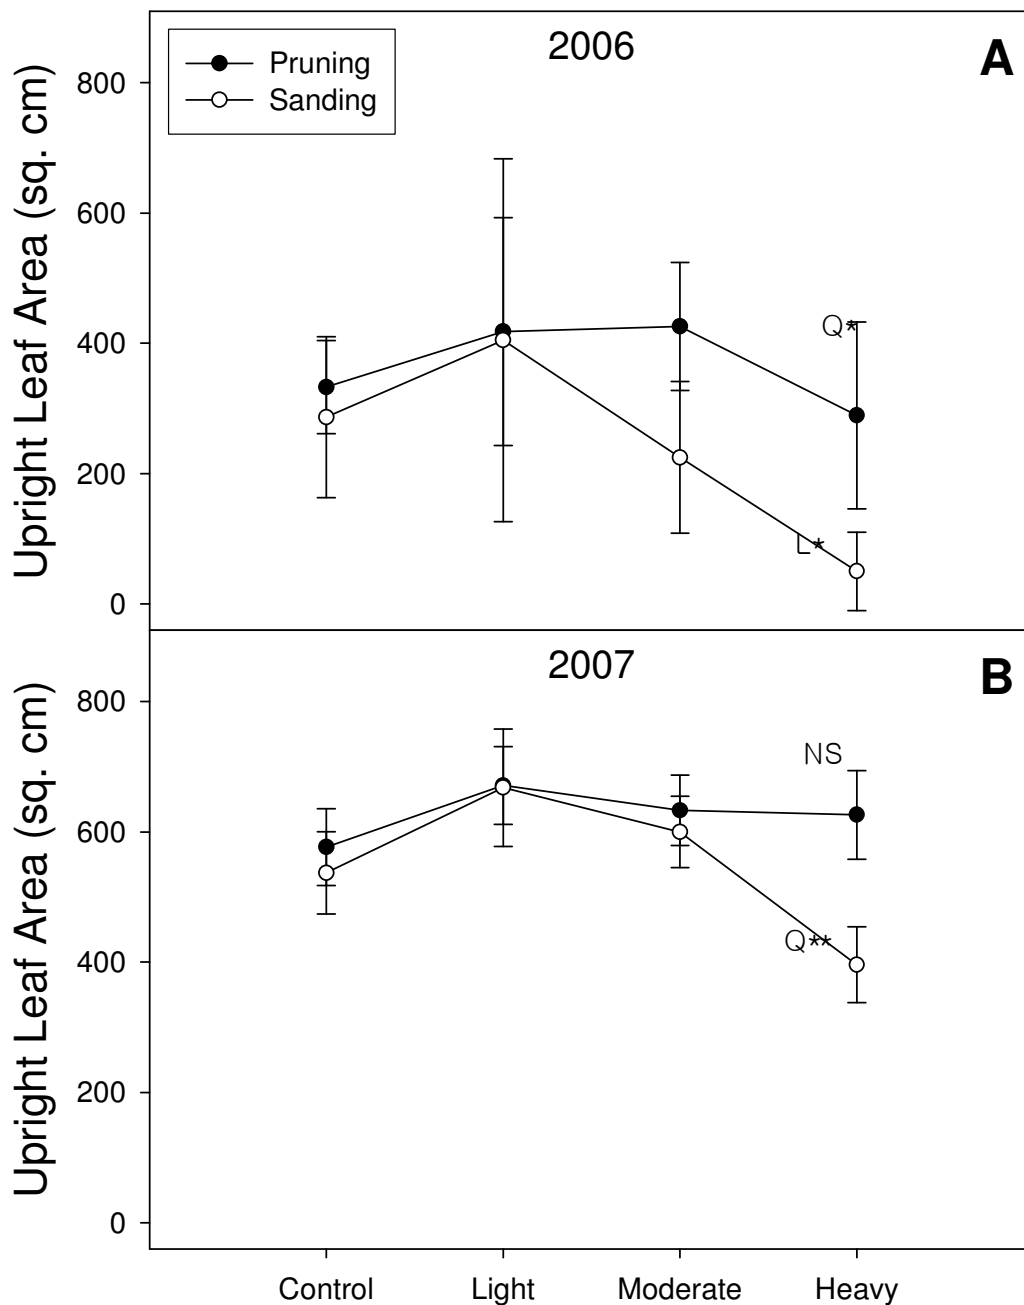 2006
A
Pruning
Sanding
800
600
400
200
0
Upright Leaf Area (sq. cm)
Q*
L*
2007
B
800
600
400
200
0
Upright Leaf Area (sq. cm)
NS
Q**
Control Light Moderate Heavy